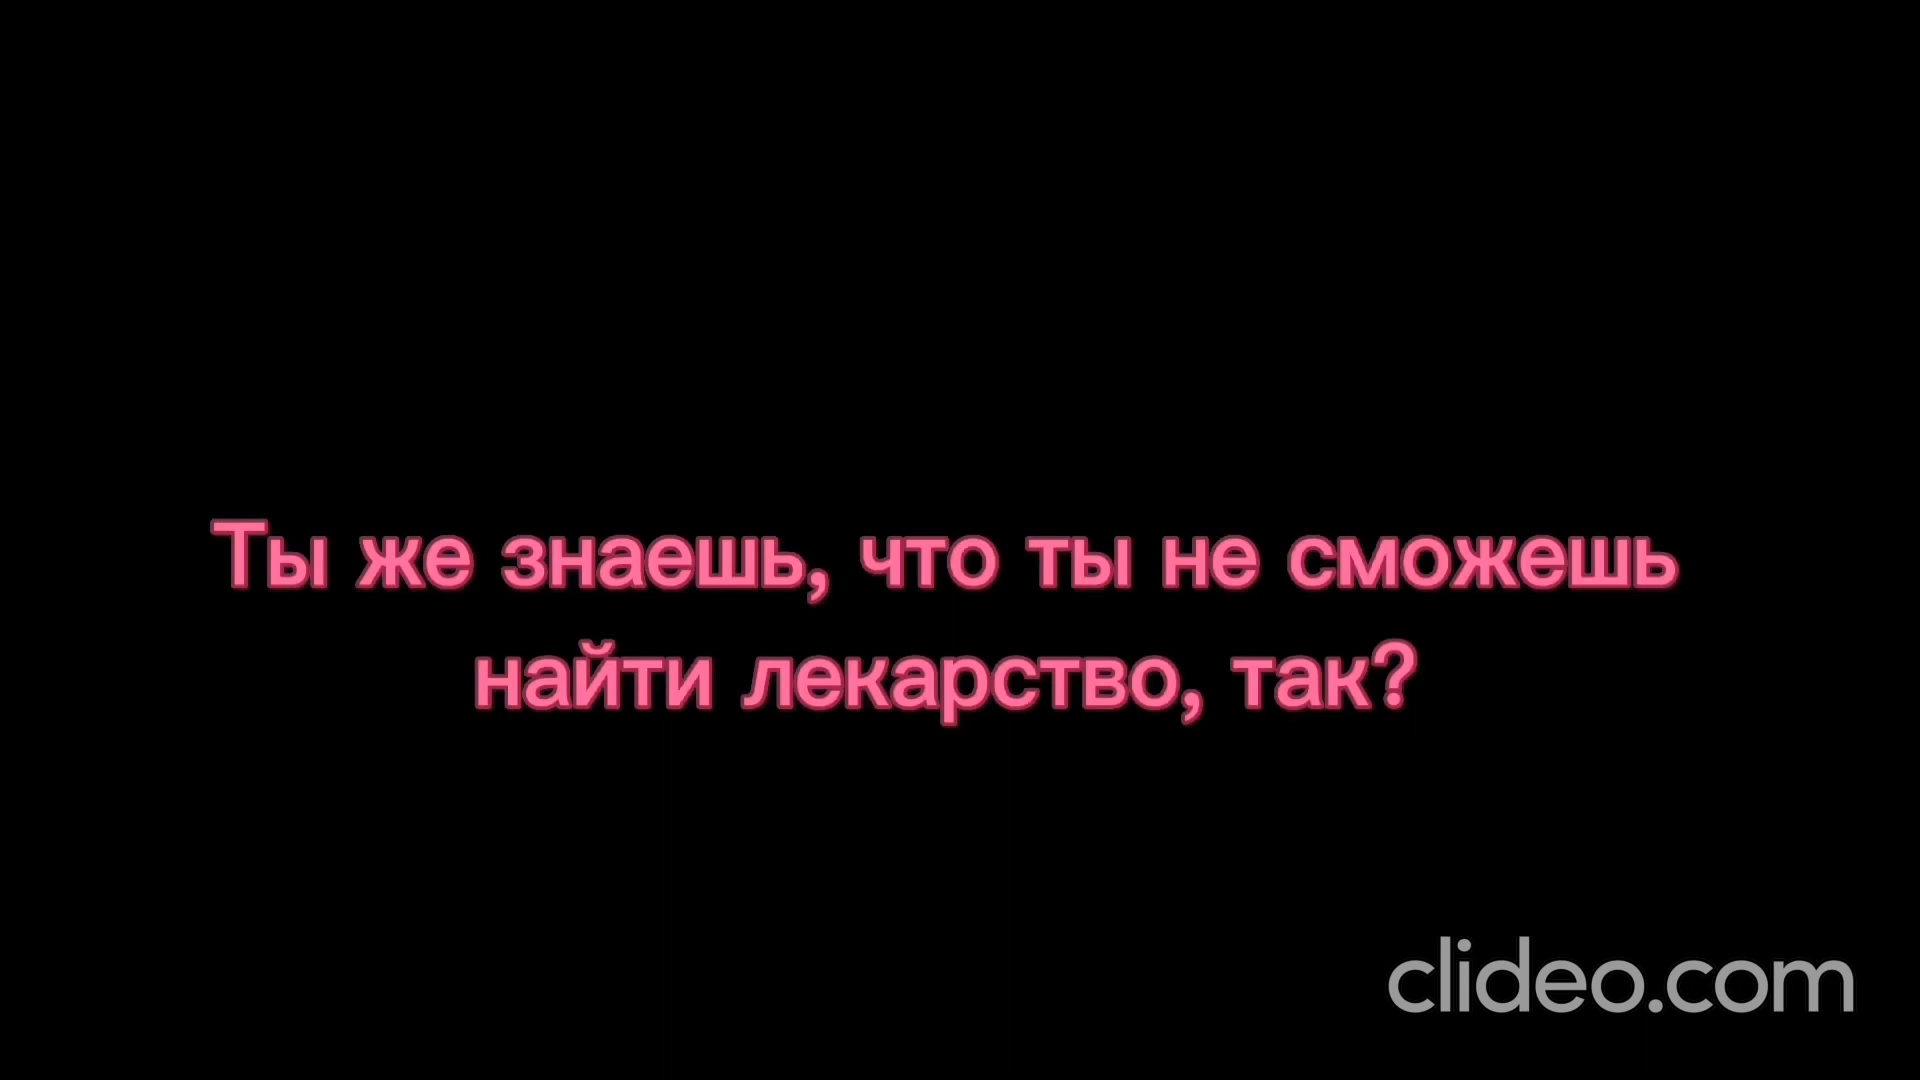 Ты же знаешь, что ты не сможешь
найти лекарство, так?
clideo.com